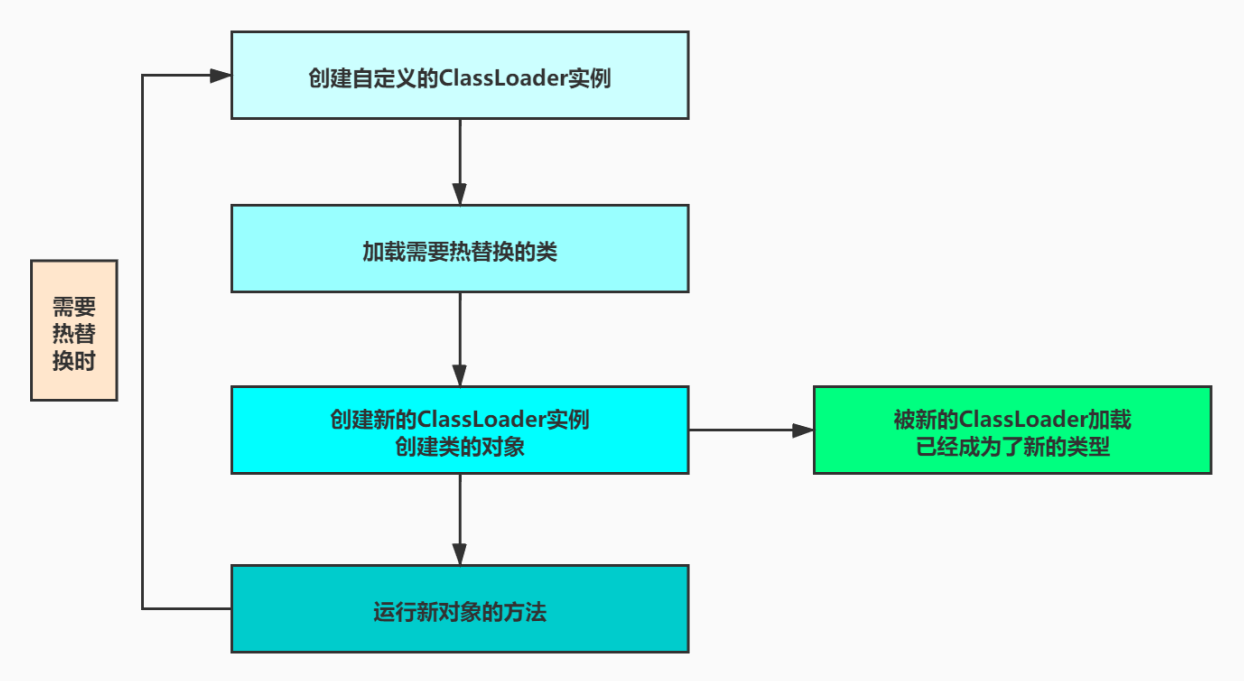 创建自定义的ClassLoader实例
加载需要热替换的类
需要
热替
换时
创建新的ClassLoader实例
创建类的对象
被新的ClassLoader加载
已经成为了新的类型
运行新对象的方法